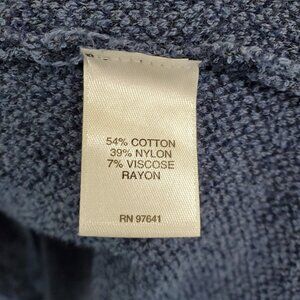 54% COTTON
39% NYLON
7% VISCOSE
RAYON
RN 97641